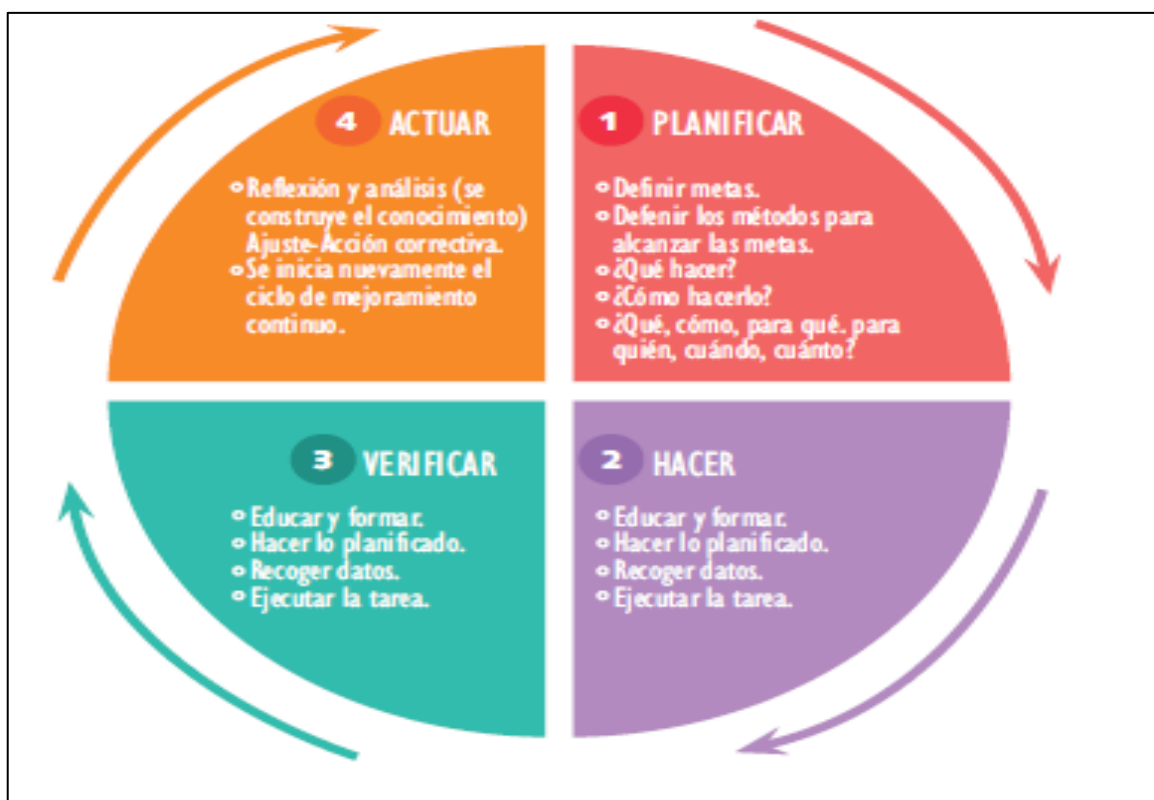 4 ACTUAR
Reflexión y análisis (se
construye el conocimiento)
Ajuste-Acción correctiva.
Se inicia nuevamente el
ciclo de mejoramiento
continuo.
1 PLANIFICAR
Definir metas.
Defenir los métodos para
alcanzar las metas.
¿Qué hacer?
¿Cómo hacerlo?
¿Qué, cómo, para qué. para
quién, cuándo, cuánto?
3 VERIFICAR
Educar y formar.
Hacer lo planificado.
Recoger datos.
Ejecutar la tarea.
2 HACER
Educar y formar.
Hacer lo planificado.
Recoger datos.
Ejecutar la tarea.